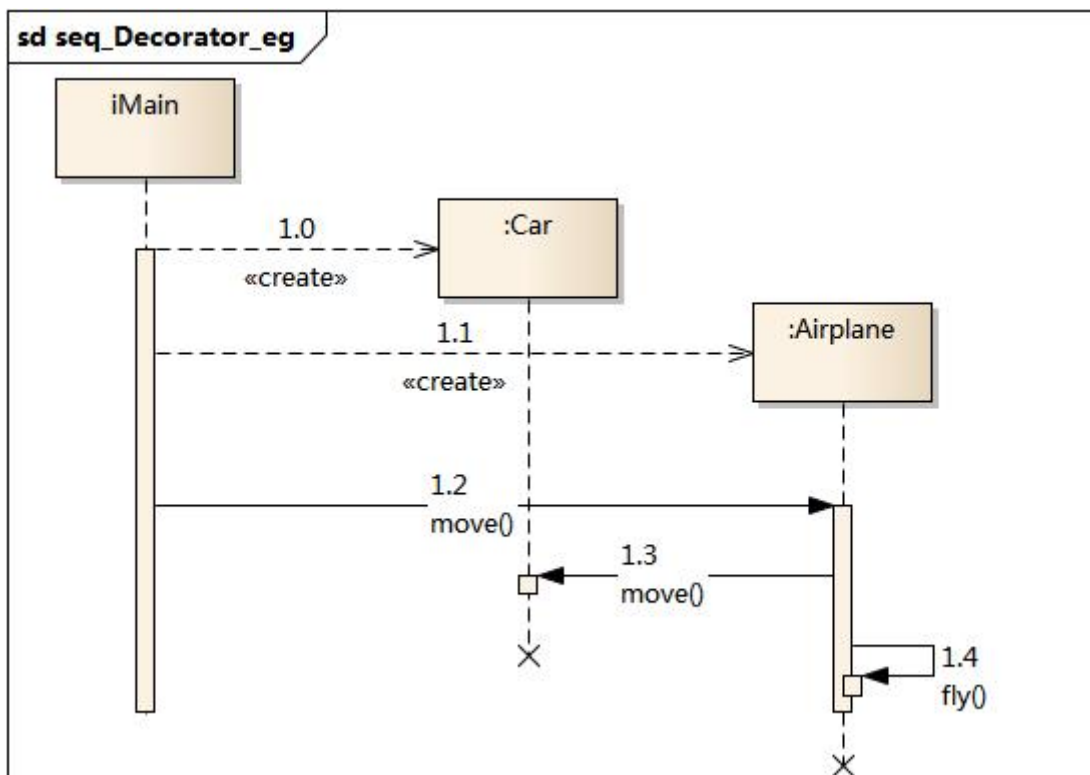 sd seq_Decorator_eg
iMain
:Car
1.0
«create»
:Airplane
1.1
«create»
1.2
move()
1.3
move()
1.4
fly()